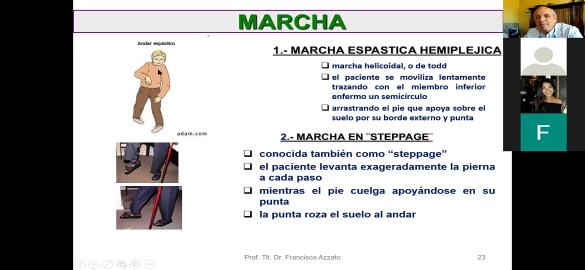 MARCHA
Andar espástico
1.- MARCHA ESPASTICA HEMIPLEJICA
❑ marcha helicoidal, o de todd
❑ el paciente se moviliza lentamente
trazando con el miembro inferior
enfermo un semicírculo
❑ arrastrando el pie que apoya sobre el
suelo por su borde externo y punta
adam.com
2.- MARCHA EN ¨STEPPAGE¨
❑ conocida también como “steppage”
❑ el paciente levanta exageradamente la pierna
a cada paso
❑ mientras el pie cuelga apoyándose en su
punta
❑ la punta roza el suelo al andar
Prof. Tit. Dr. Francisco Azzato
23
F